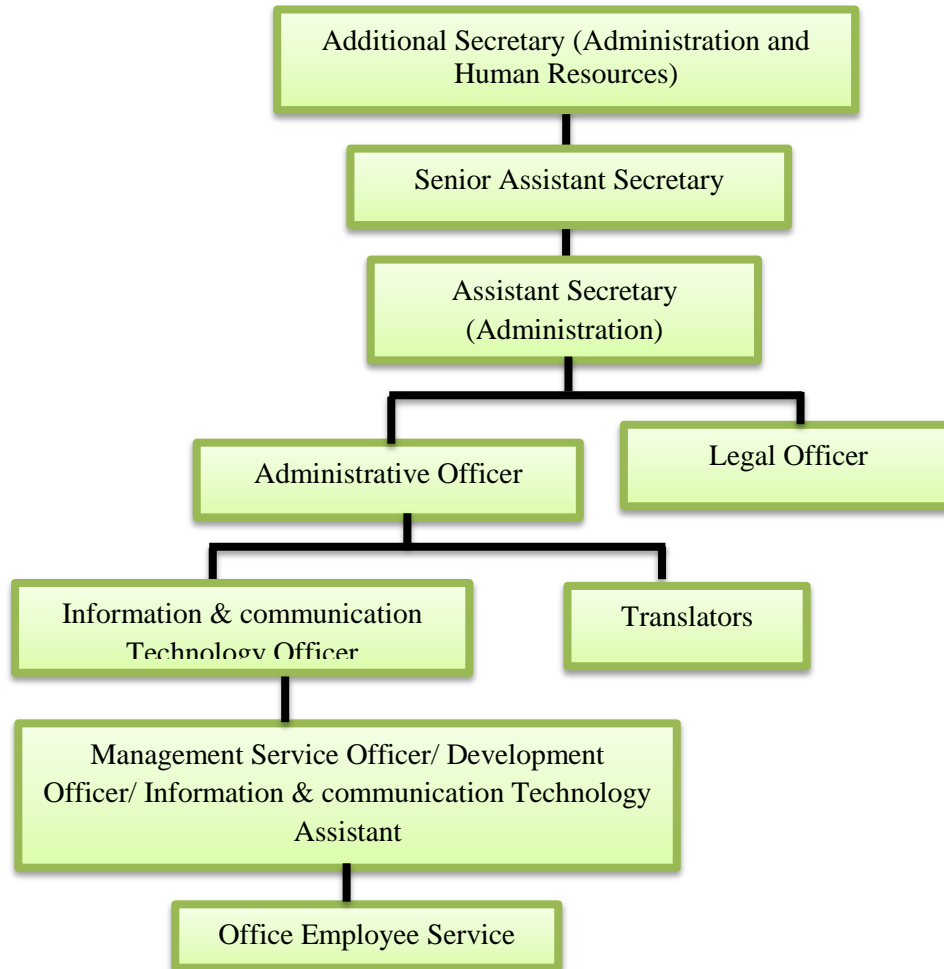 Additional Secretary (Administration and
Human Resources)
Senior Assistant Secretary
Assistant Secretary
(Administration)
Administrative Officer
Legal Officer
Information & communication
Technology Officer
Translators
Management Service Officer/ Development
Officer/ Information & communication Technology
Assistant
Office Employee Service